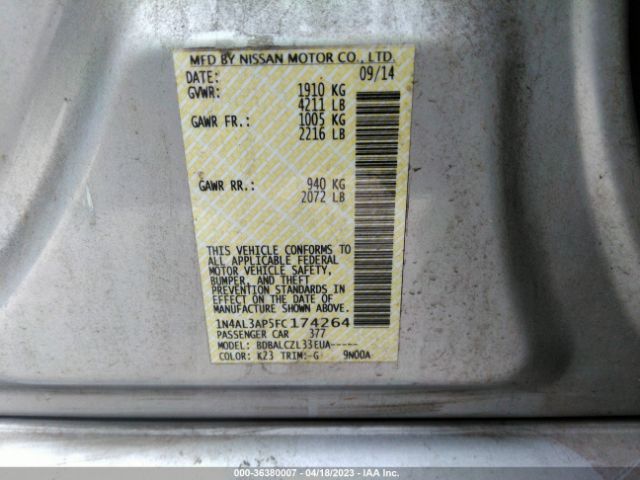 MFD BY NISSAN MOTOR CO., LTD.
DATE: 09/14
GVWR: 1910 KG
4211 LB
GAWR FR.: 1005 KG
2216 LB
GAWR RR.: 940 KG
2072 LB
THIS VEHICLE CONFORMS TO
ALL APPLICABLE FEDERAL
MOTOR VEHICLE SAFETY,
BUMPER, AND THEFT
PREVENTION STANDARDS IN
EFFECT ON THE DATE OF
MANUFACTURE SHOWN ABOVE.
1N4AL3AP5FC174264
PASSENGER CAR 377
MODEL: BDBALCZL33EUA-----
COLOR: K23 TRIM:-G 9N00A
000-36380007 - 04/18/2023 - IAA Inc.